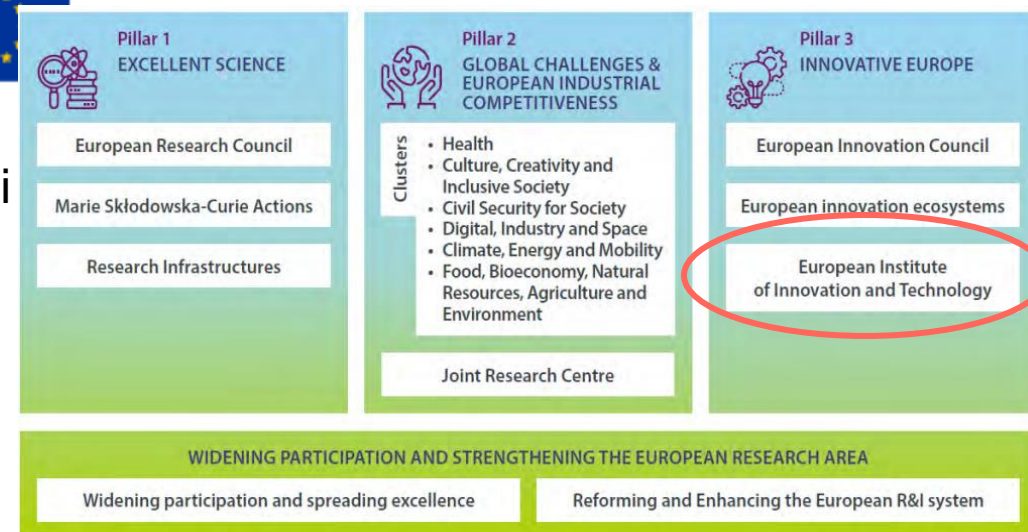 Pillar 1
EXCELLENT SCIENCE
European Research Council
Marie Skłodowska-Curie Actions
Research Infrastructures
Pillar 2
GLOBAL CHALLENGES &
EUROPEAN INDUSTRIAL
COMPETITIVENESS
Clusters
• Health
• Culture, Creativity and
Inclusive Society
• Civil Security for Society
• Digital, Industry and Space
• Climate, Energy and Mobility
• Food, Bioeconomy, Natural
Resources, Agriculture and
Environment
Joint Research Centre
Pillar 3
INNOVATIVE EUROPE
European Innovation Council
European innovation ecosystems
European Institute
of Innovation and Technology
WIDENING PARTICIPATION AND STRENGTHENING THE EUROPEAN RESEARCH AREA
Widening participation and spreading excellence
Reforming and Enhancing the European R&I system